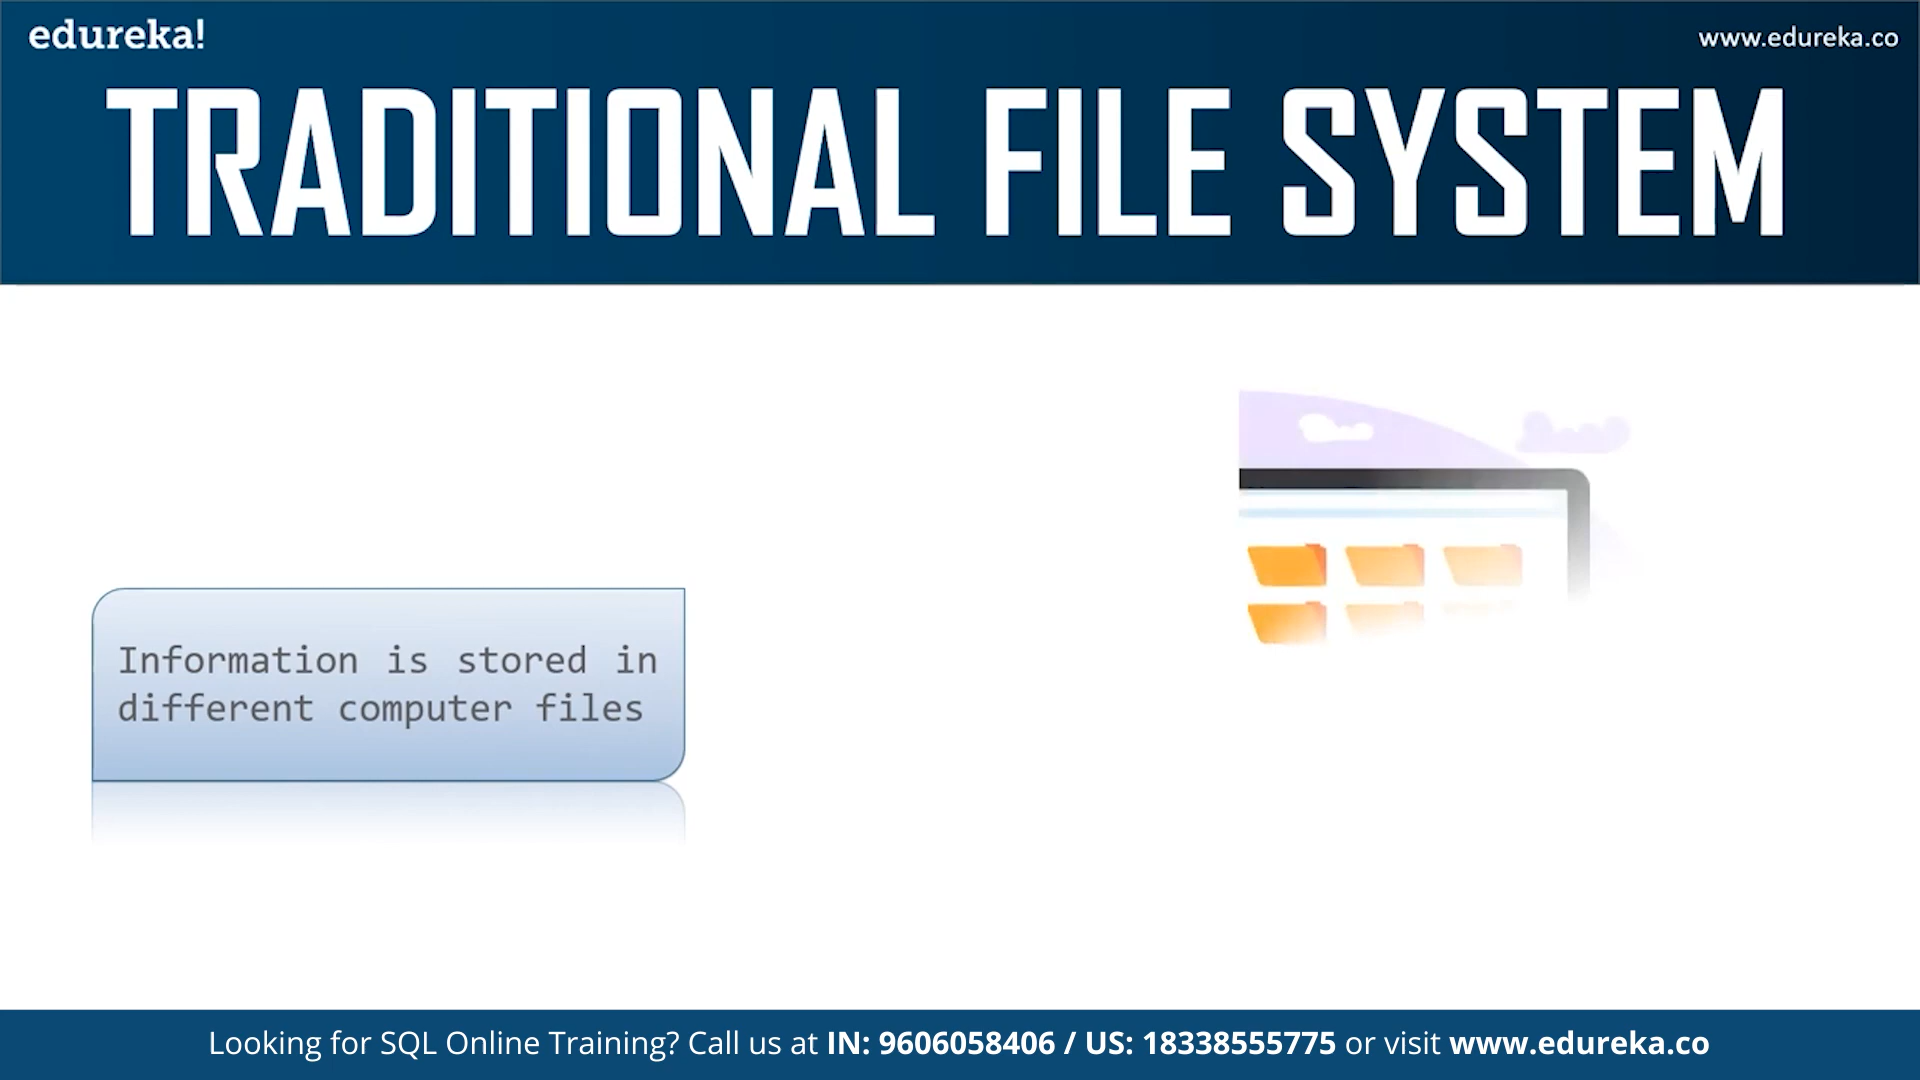 edureka!
www.edureka.co
TRADITIONAL FILE SYSTEM
Information is stored in
different computer files
Looking for SQL Online Training? Call us at IN: 9606058406 / US: 18338555775 or visit www.edureka.co